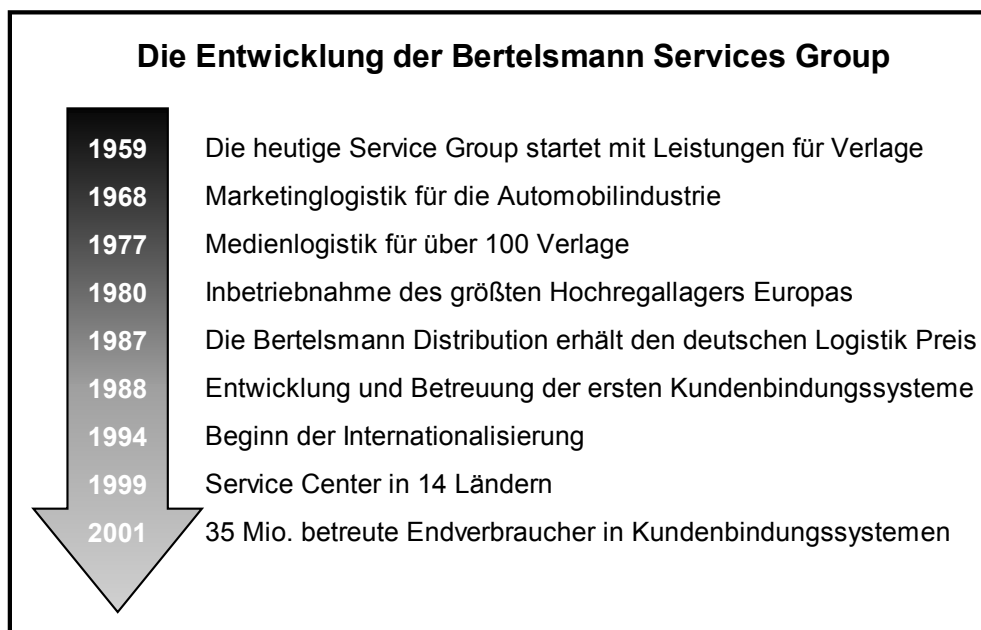 Die Entwicklung der Bertelsmann Services Group
1959 Die heutige Service Group startet mit Leistungen für Verlage
1968 Marketinglogistik für die Automobilindustrie
1977 Medienlogistik für über 100 Verlage
1980 Inbetriebnahme des größten Hochregallagers Europas
1987 Die Bertelsmann Distribution erhält den deutschen Logistik Preis
1988 Entwicklung und Betreuung der ersten Kundenbindungssysteme
1994 Beginn der Internationalisierung
1999 Service Center in 14 Ländern
2001 35 Mio. betreute Endverbraucher in Kundenbindungssystemen